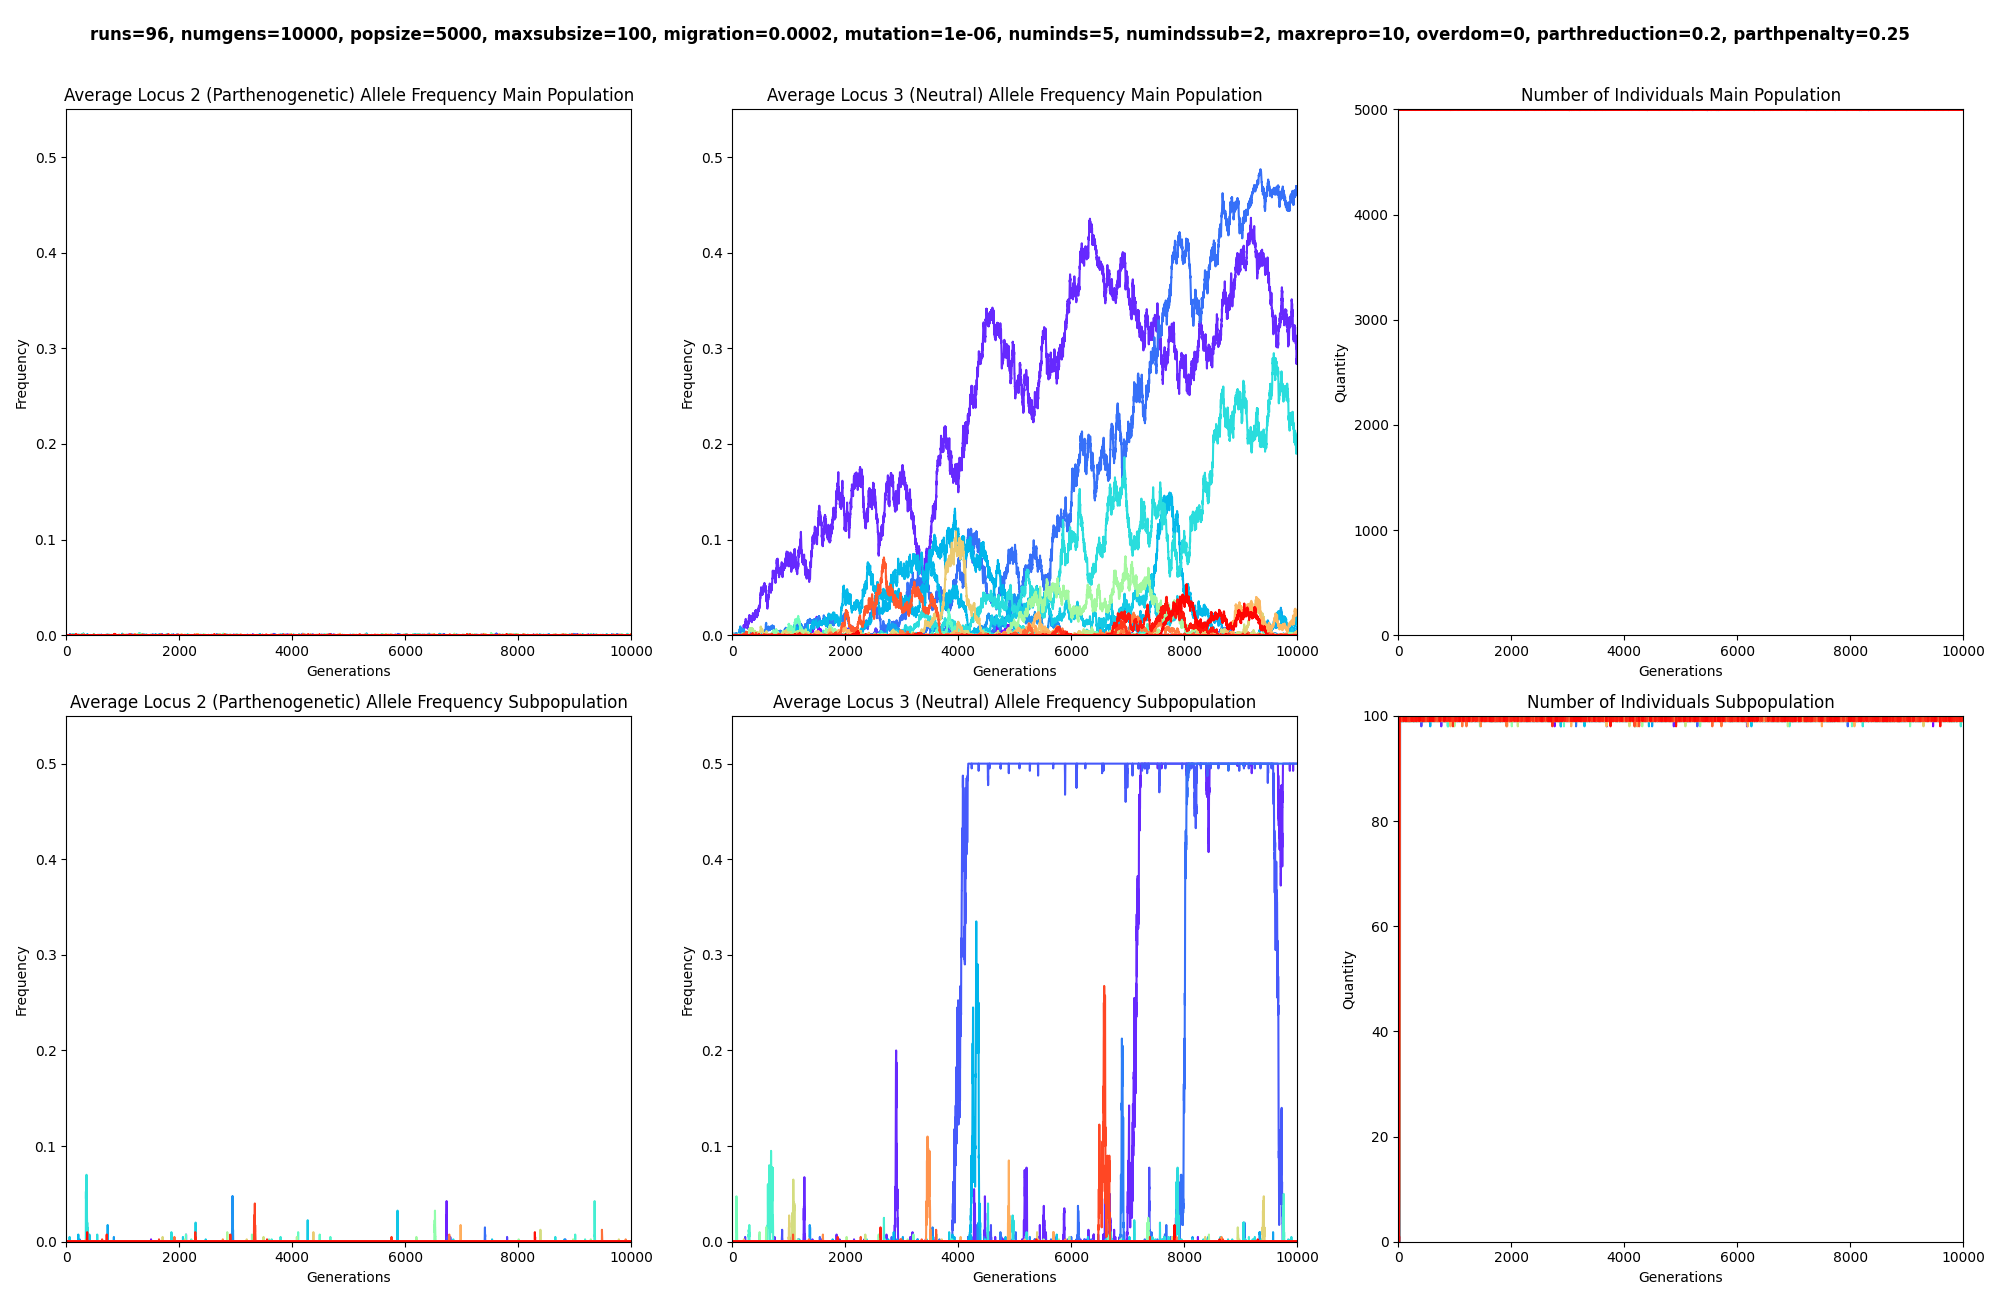 runs=96, numgens=10000, popsize=5000, maxsubsize=100, migration=0.0002, mutation=1e-06, numinds=5, numindssub=2, maxrepro=10, overdom=0, parthreduction=0.2, parthpenalty=0.25
Average Locus 2 (Parthenogenetic) Allele Frequency Main Population
Frequency
0.5
0.4
0.3
0.2
0.1
0.0
0 2000 4000 6000 8000 10000
Generations
Average Locus 3 (Neutral) Allele Frequency Main Population
Frequency
0.5
0.4
0.3
0.2
0.1
0.0
0 2000 4000 6000 8000 10000
Generations
Number of Individuals Main Population
Quantity
5000
4000
3000
2000
1000
0
0 2000 4000 6000 8000 10000
Generations
Average Locus 2 (Parthenogenetic) Allele Frequency Subpopulation
Frequency
0.5
0.4
0.3
0.2
0.1
0.0
0 2000 4000 6000 8000 10000
Generations
Average Locus 3 (Neutral) Allele Frequency Subpopulation
Frequency
0.5
0.4
0.3
0.2
0.1
0.0
0 2000 4000 6000 8000 10000
Generations
Number of Individuals Subpopulation
Quantity
100
80
60
40
20
0
0 2000 4000 6000 8000 10000
Generations